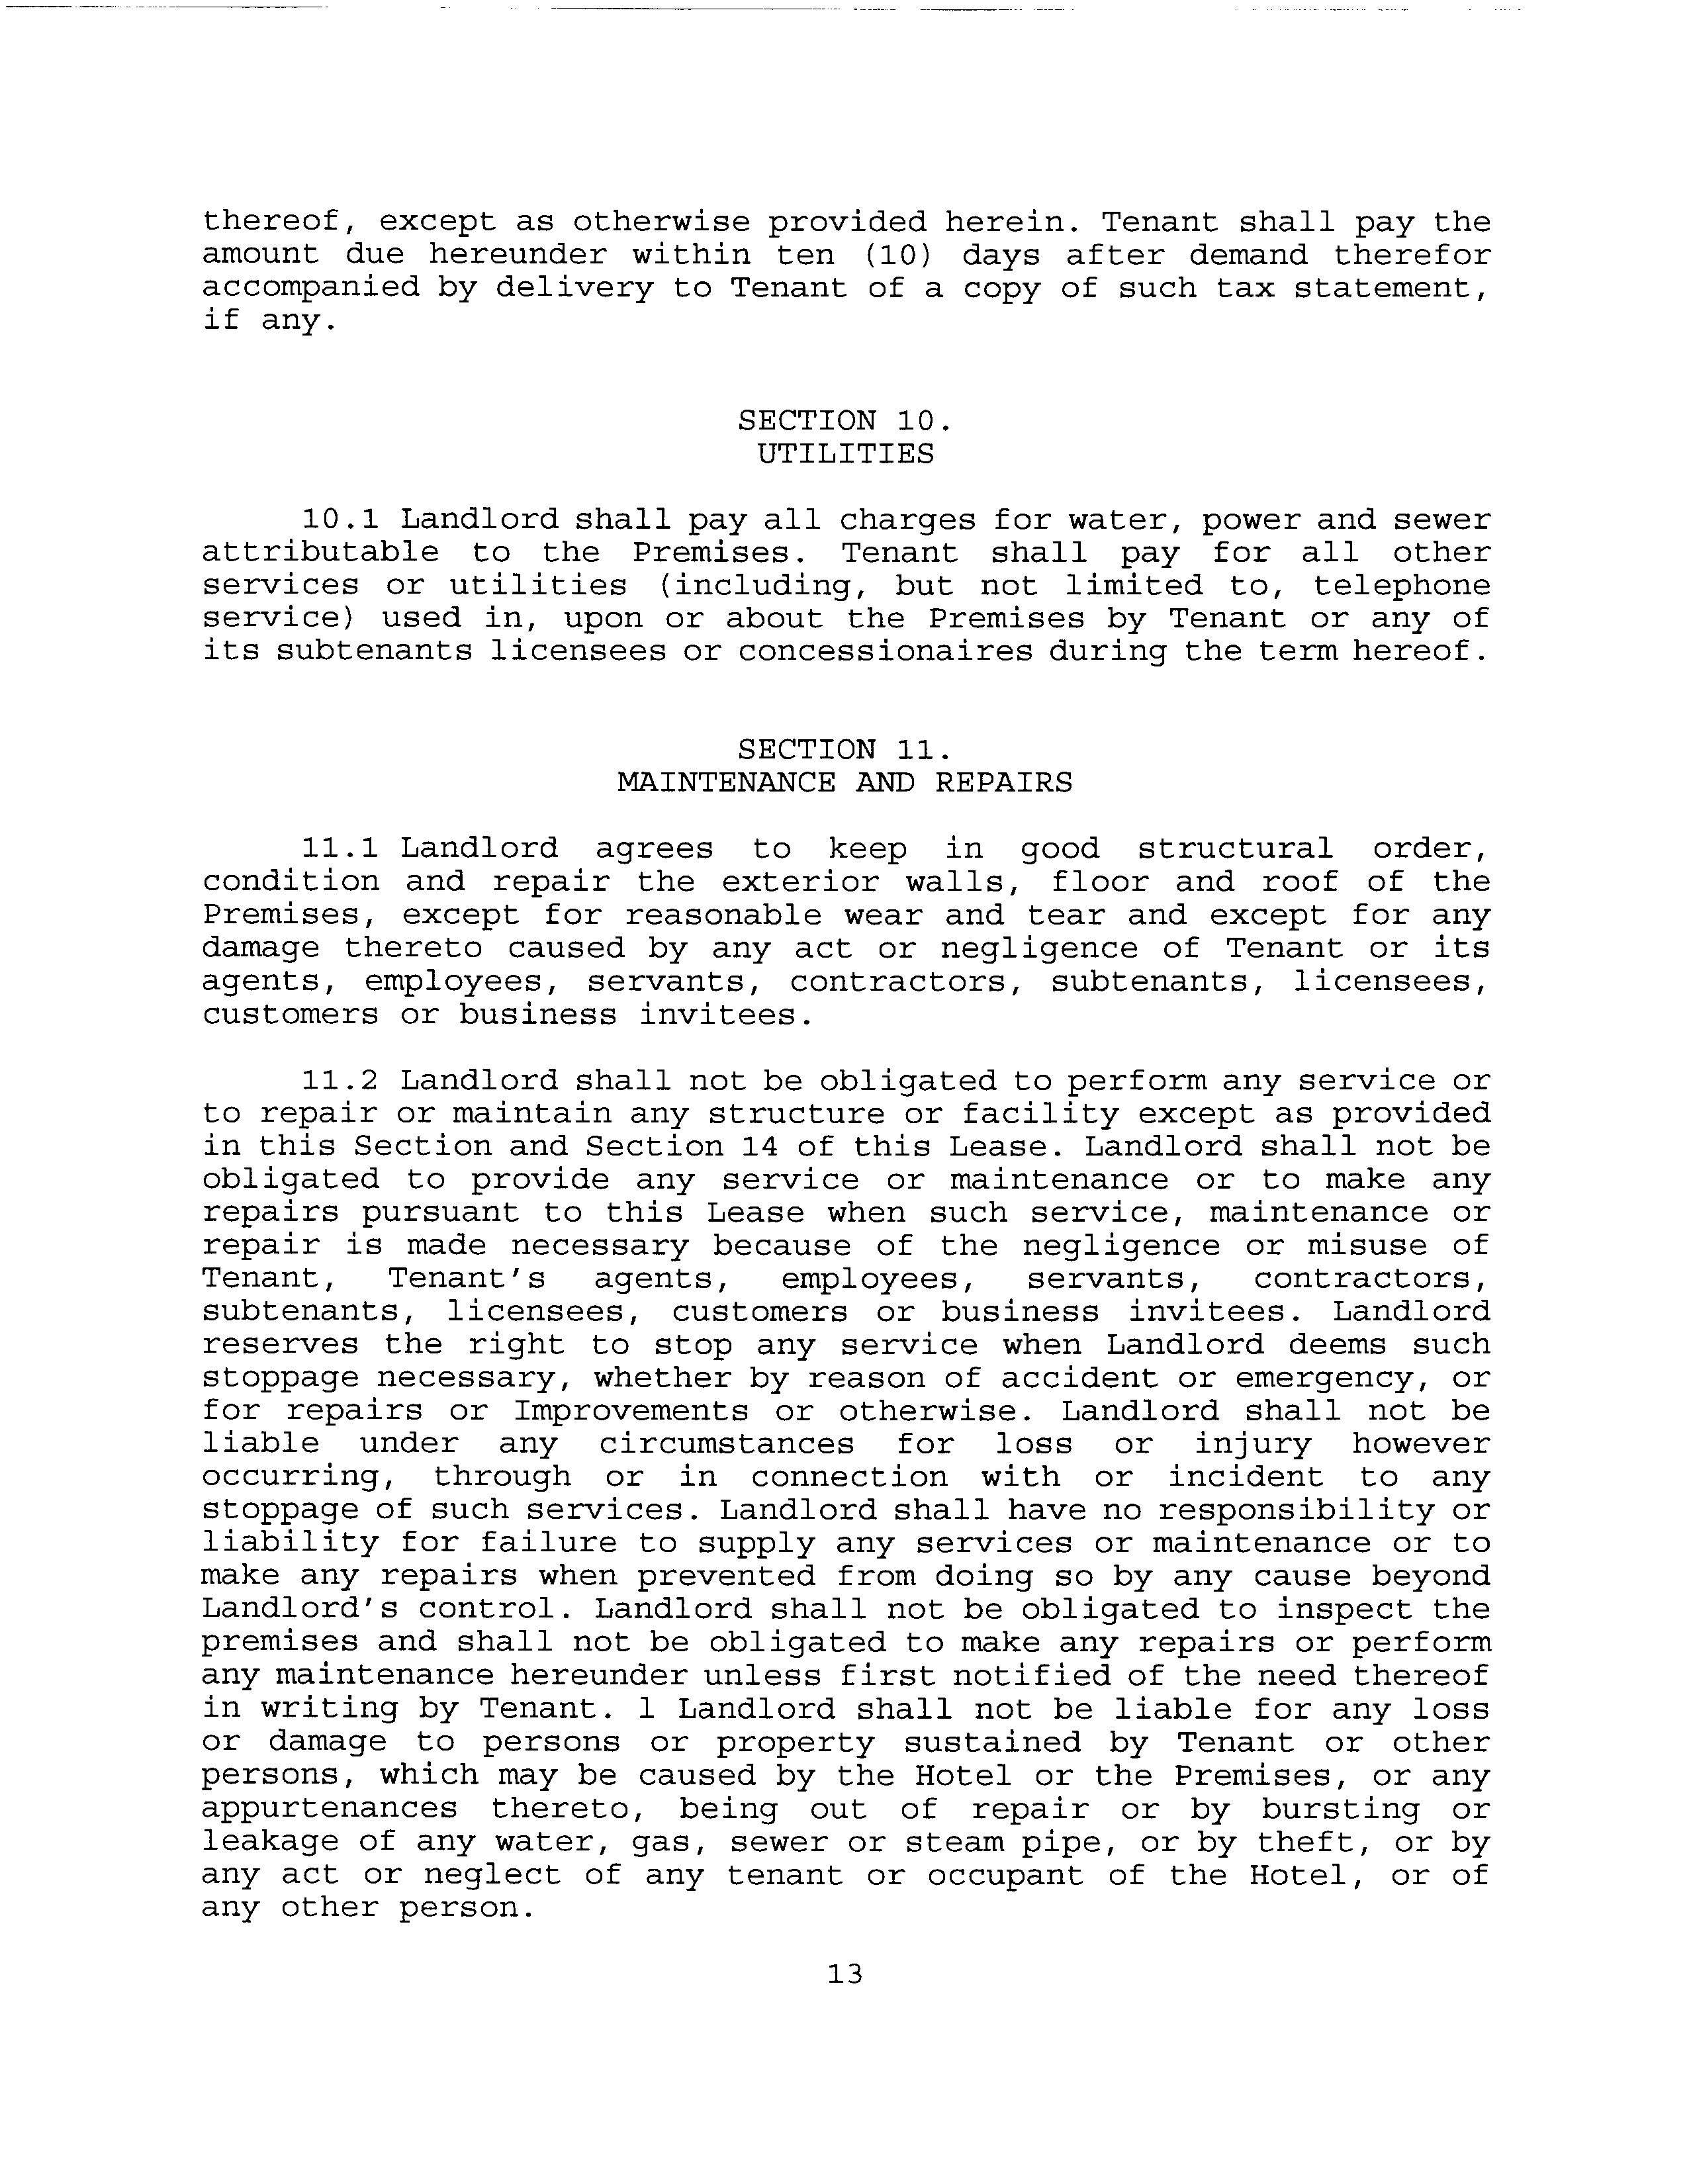 thereof, except as otherwise provided herein. Tenant shall pay the
amount due hereunder within ten (10) days after demand therefor
accompanied by delivery to Tenant of a copy of such tax statement,
if any.
SECTION 10.
UTILITIES
10.1 Landlord shall pay all charges for water, power and sewer
attributable to the Premises. Tenant shall pay for all other
services or utilities (including, but not limited to, telephone
service) used in, upon or about the Premises by Tenant or any of
its subtenants licensees or concessionaires during the term hereof.
SECTION 11.
MAINTENANCE AND REPAIRS
11.1 Landlord agrees to keep in good structural order,
condition and repair the exterior walls, floor and roof of the
Premises, except for reasonable wear and tear and except for any
damage thereto caused by any act or negligence of Tenant or its
agents, employees, servants, contractors, subtenants, licensees,
customers or business invitees.
11.2 Landlord shall not be obligated to perform any service or
to repair or maintain any structure or facility except as provided
in this Section and Section 14 of this Lease. Landlord shall not be
obligated to provide any service or maintenance or to make any
repairs pursuant to this Lease when such service, maintenance or
repair is made necessary because of the negligence or misuse of
Tenant, Tenant's agents, employees, servants, contractors,
subtenants, licensees, customers or business invitees. Landlord
reserves the right to stop any service when Landlord deems such
stoppage necessary, whether by reason of accident or emergency, or
for repairs or Improvements or otherwise. Landlord shall not be
liable under any circumstances for loss or injury however
occurring, through or in connection with or incident to any
stoppage of such services. Landlord shall have no responsibility or
liability for failure to supply any services or maintenance or to
make any repairs when prevented from doing so by any cause beyond
Landlord's control. Landlord shall not be obligated to inspect the
premises and shall not be obligated to make any repairs or perform
any maintenance hereunder unless first notified of the need thereof
in writing by Tenant. l Landlord shall not be liable for any loss
or damage to persons or property sustained by Tenant or other
persons, which may be caused by the Hotel or the Premises, or any
appurtenances thereto, being out of repair or by bursting or
leakage of any water, gas, sewer or steam pipe, or by theft, or by
any act or neglect of any tenant or occupant of the Hotel, or of
any other person.
13